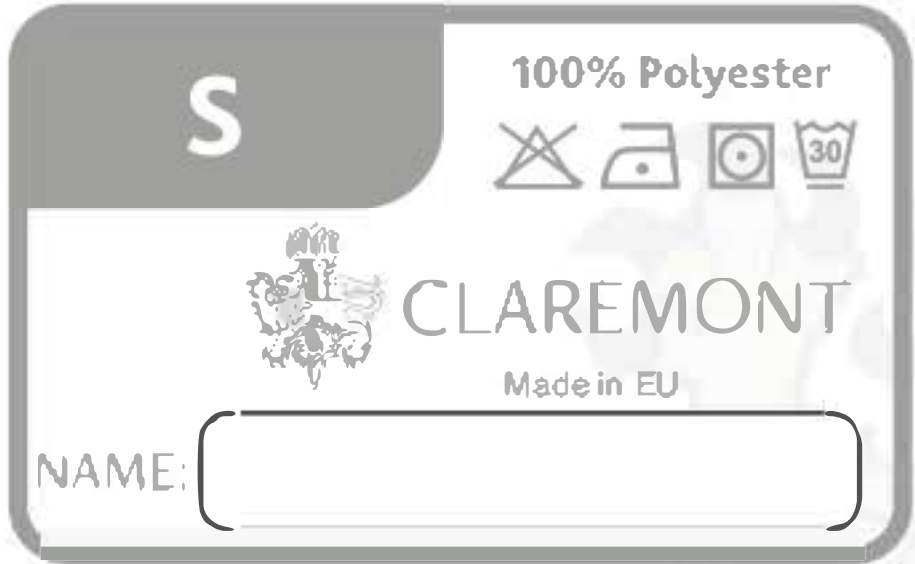 S
100% Polyester
30
CLAREMONT
Made in EU
NAME: